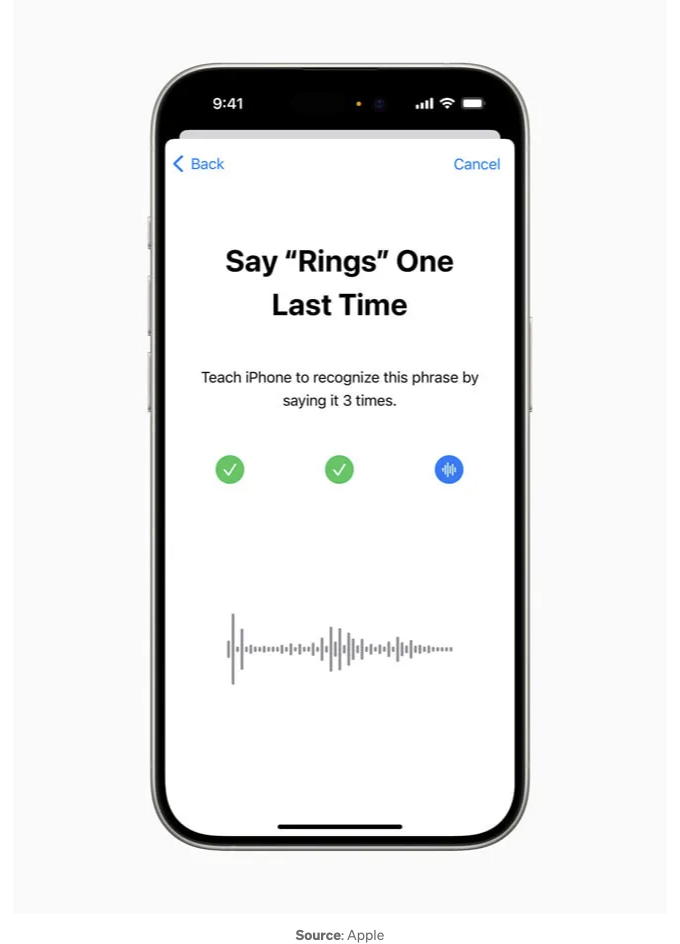 9:41
Back
Cancel
Say “Rings” One
Last Time
Teach iPhone to recognize this phrase by
saying it 3 times.
Source: Apple